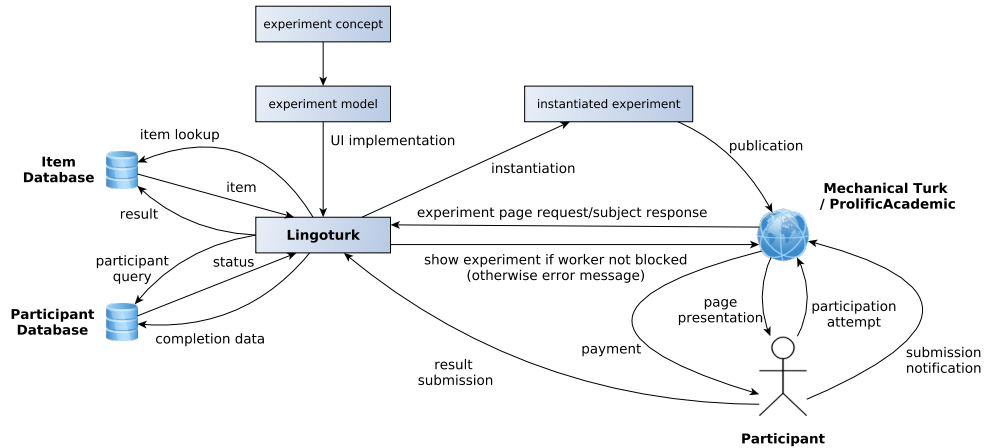 experiment concept
experiment model
instantiated experiment
item lookup
UI implementation
publication
Item
Database
instantiation
item
Mechanical Turk
/ ProlificAcademic
result
experiment page request/subject response
Lingoturk
participant
query
status
show experiment if worker not blocked
(otherwise error message)
Participant
Database
completion data
page
presentation
participation
attempt
payment
submission
notification
result
submission
Participant